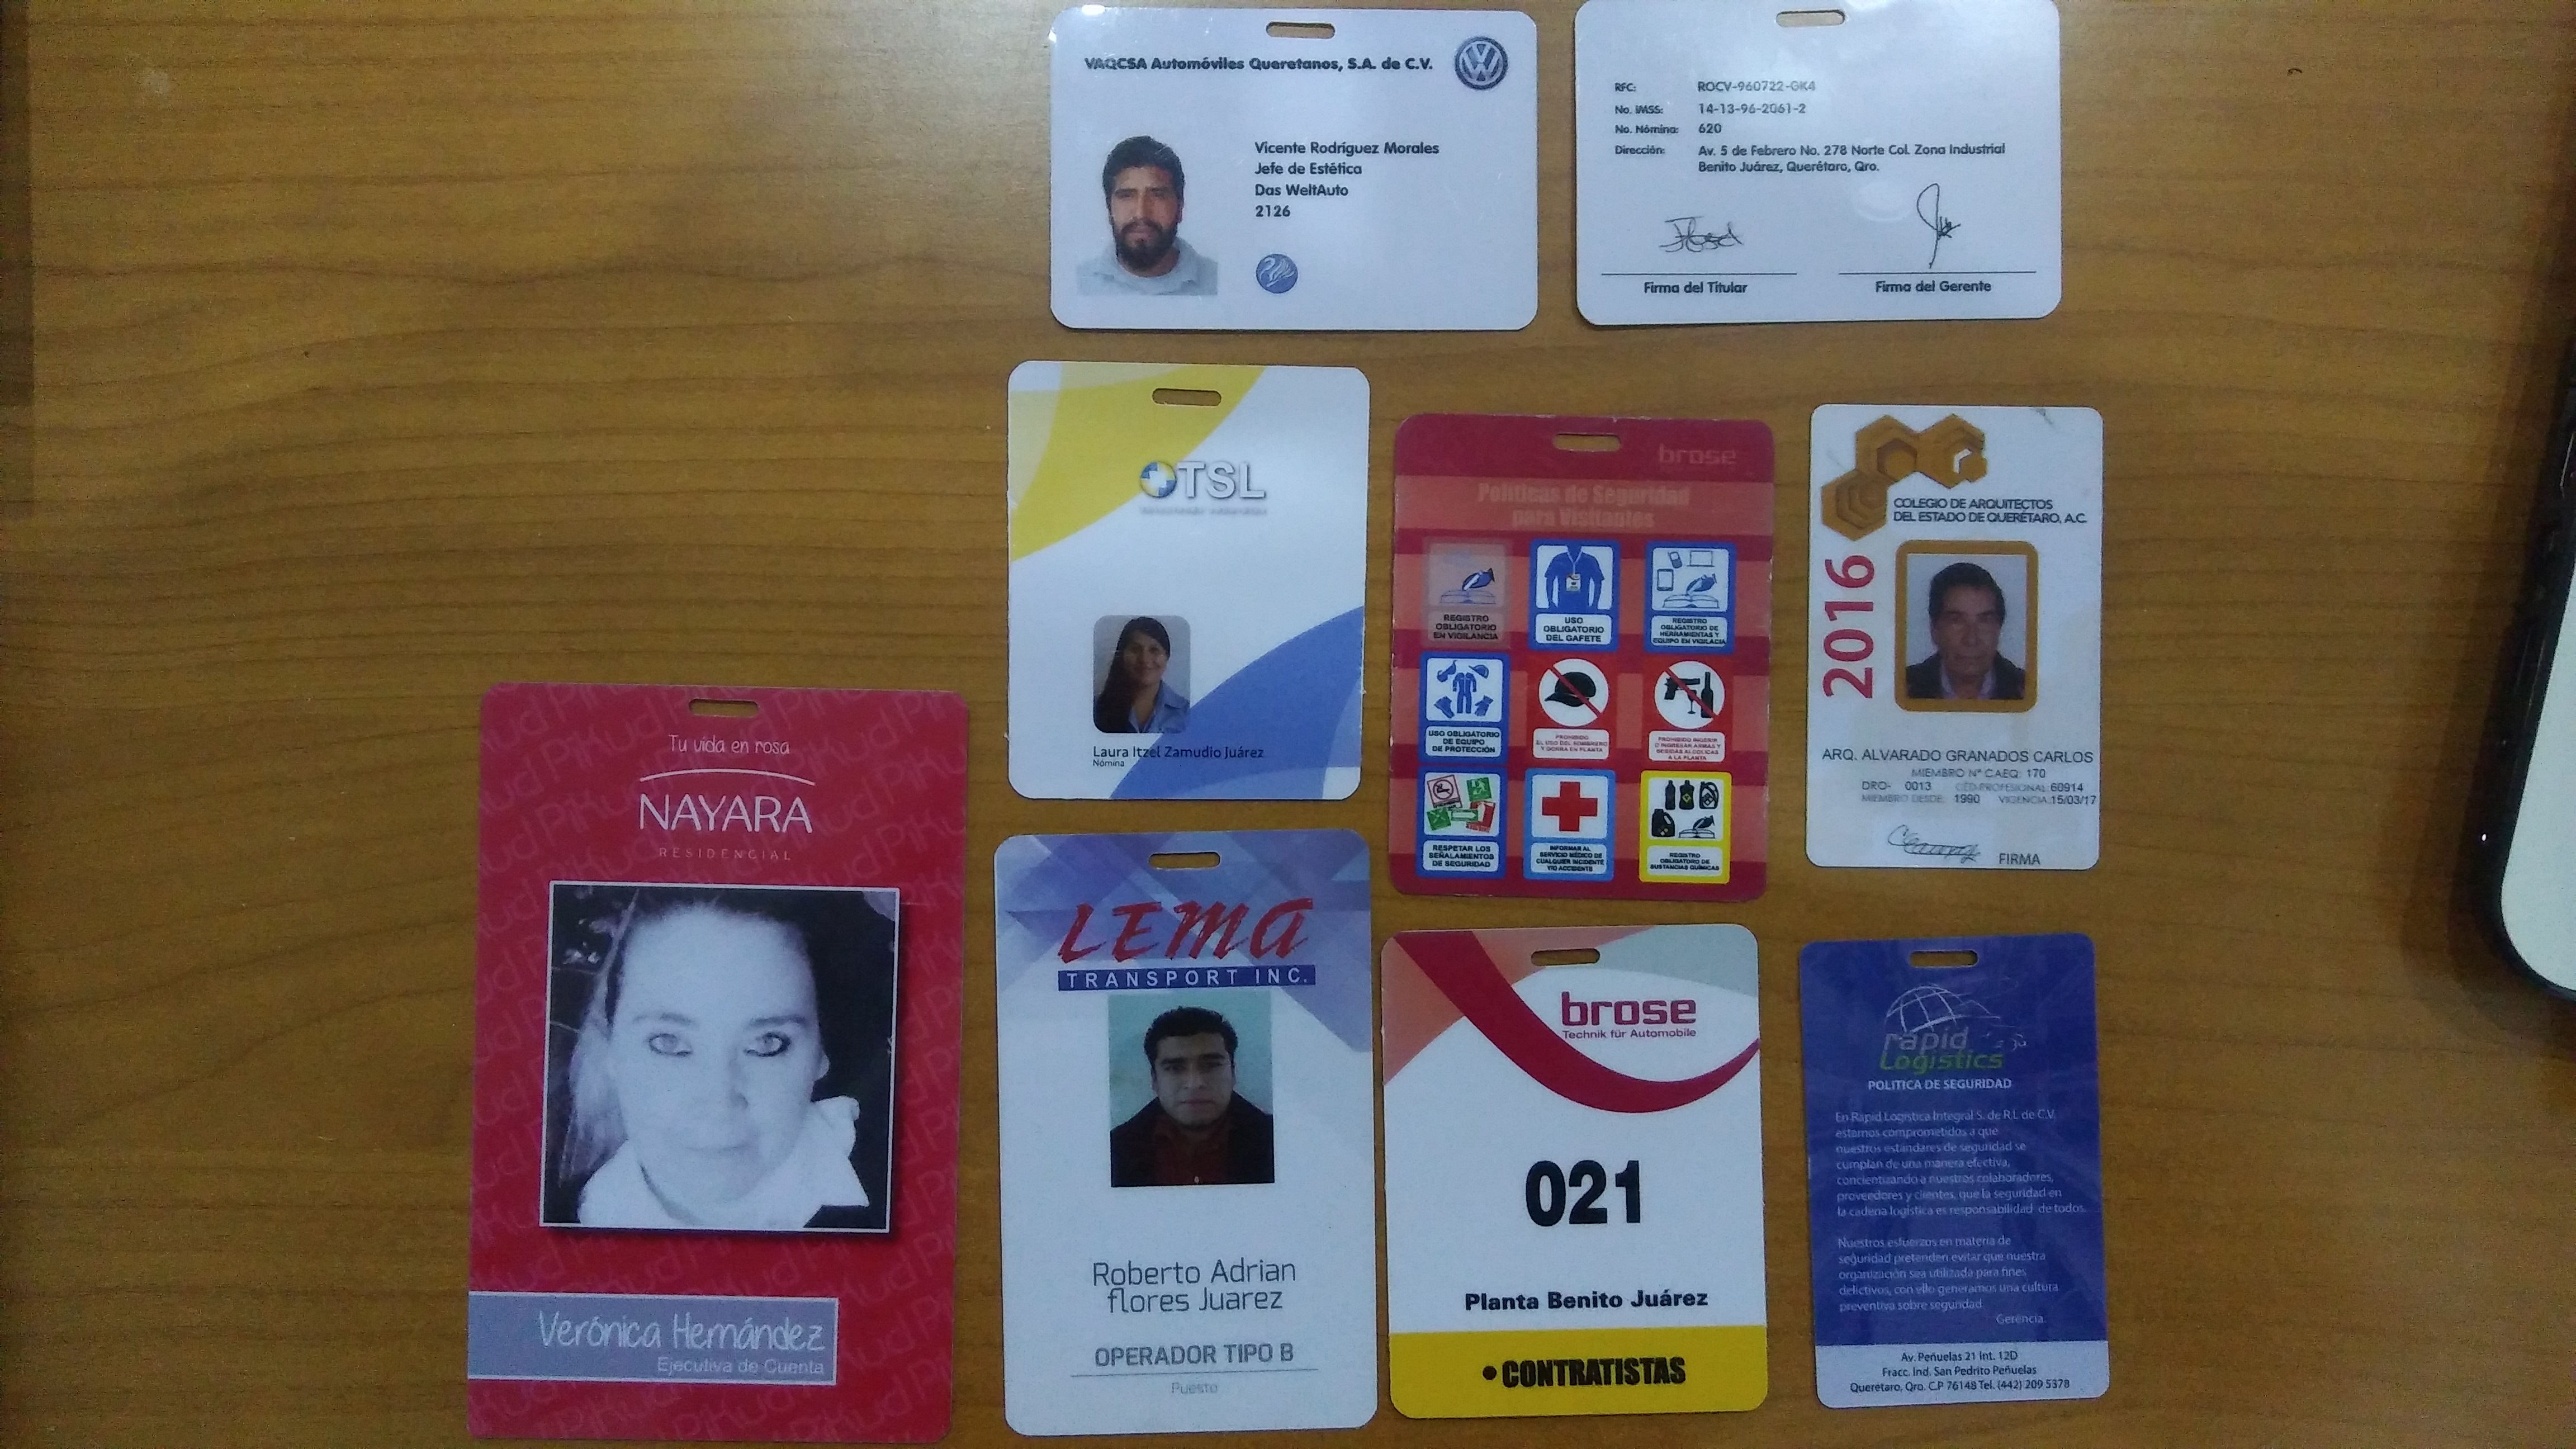 VAQCSA Automóviles Queretanos, S.A. de C.V.
Vicente Rodríguez Morales
Jefe de Estética
Das WeltAuto
2126
RFC: ROCV-960722-GK4
No. IMSS: 14-13-96-2061-2
No. Nómina: 620
Dirección: Av. 5 de Febrero No. 278 Norte Col. Zona Industrial
Benito Juárez, Querétaro, Qro.
Firma del Titular
Firma del Gerente
TSL
Laura Itzel Zamudio Juárez
Nómina
brose
Políticas de Seguridad
para Visitantes
REGISTRO
OBLIGATORIO
EN VIGILANCIA
USO
OBLIGATORIO
DEL GAFETE
REGISTRO
OBLIGATORIO DE
HERRAMIENTAS Y
EQUIPO EN VIGILACIA
USO OBLIGATORIO
DE EQUIPO
DE PROTECCIÓN
PROHIBIDO
EL USO DEL SOMBRERO
Y GORRA EN PLANTA
PROHIBIDO INGERIR
O INGRESAR ARMAS Y
BEBIDAS ALCOLICAS
A LA PLANTA
RESPETAR LOS
SEÑALAMIENTOS
DE SEGURIDAD
INFORMAR AL
SERVICIO MÉDICO DE
CUALQUIER INCIDENTE
Y/O ACCIDENTE
REGISTRO
OBLIGATORIO DE
SUSTANCIAS QUÍMICAS
COLEGIO DE ARQUITECTOS
DEL ESTADO DE QUERÉTARO, A.C.
2016
ARQ. ALVARADO GRANADOS CARLOS
MIEMBRO N° CAEQ: 170
DRO- 0013 CED.PROFESIONAL 60914
MIEMBRO DESDE: 1990 VIGENCIA:15/03/17
FIRMA
Tu vida en rosa
NAYARA
RESIDENCIAL
Verónica Hernández
Ejecutiva de Cuenta
LEMA
TRANSPORT INC.
Roberto Adrian
flores Juarez
OPERADOR TIPO B
Puesto
brose
Technik für Automobile
021
Planta Benito Juárez
• CONTRATISTAS
rapid
Logistics
POLITICA DE SEGURIDAD
En Rapid Logistica Integral S. de R.L de C.V.
estamos comprometidos a que
nuestros estándares de seguridad se
cumplan de una manera efectiva,
concientizando a nuestros colaboradores,
proveedores y clientes, que la seguridad en
la cadena logística es responsabilidad de todos
Nuestros esfuerzos en materia de
seguridad pretenden evitar que nuestra
organización sea utilizada para fines
delictivos, con ello generamos una cultura
preventiva sobre seguridad
Gerencia
Av. Peñuelas 21 Int. 12D
Fracc. Ind. San Pedrito Peñuelas
Querétaro, Qro, C.P 76148 Tel. (442) 209 5378